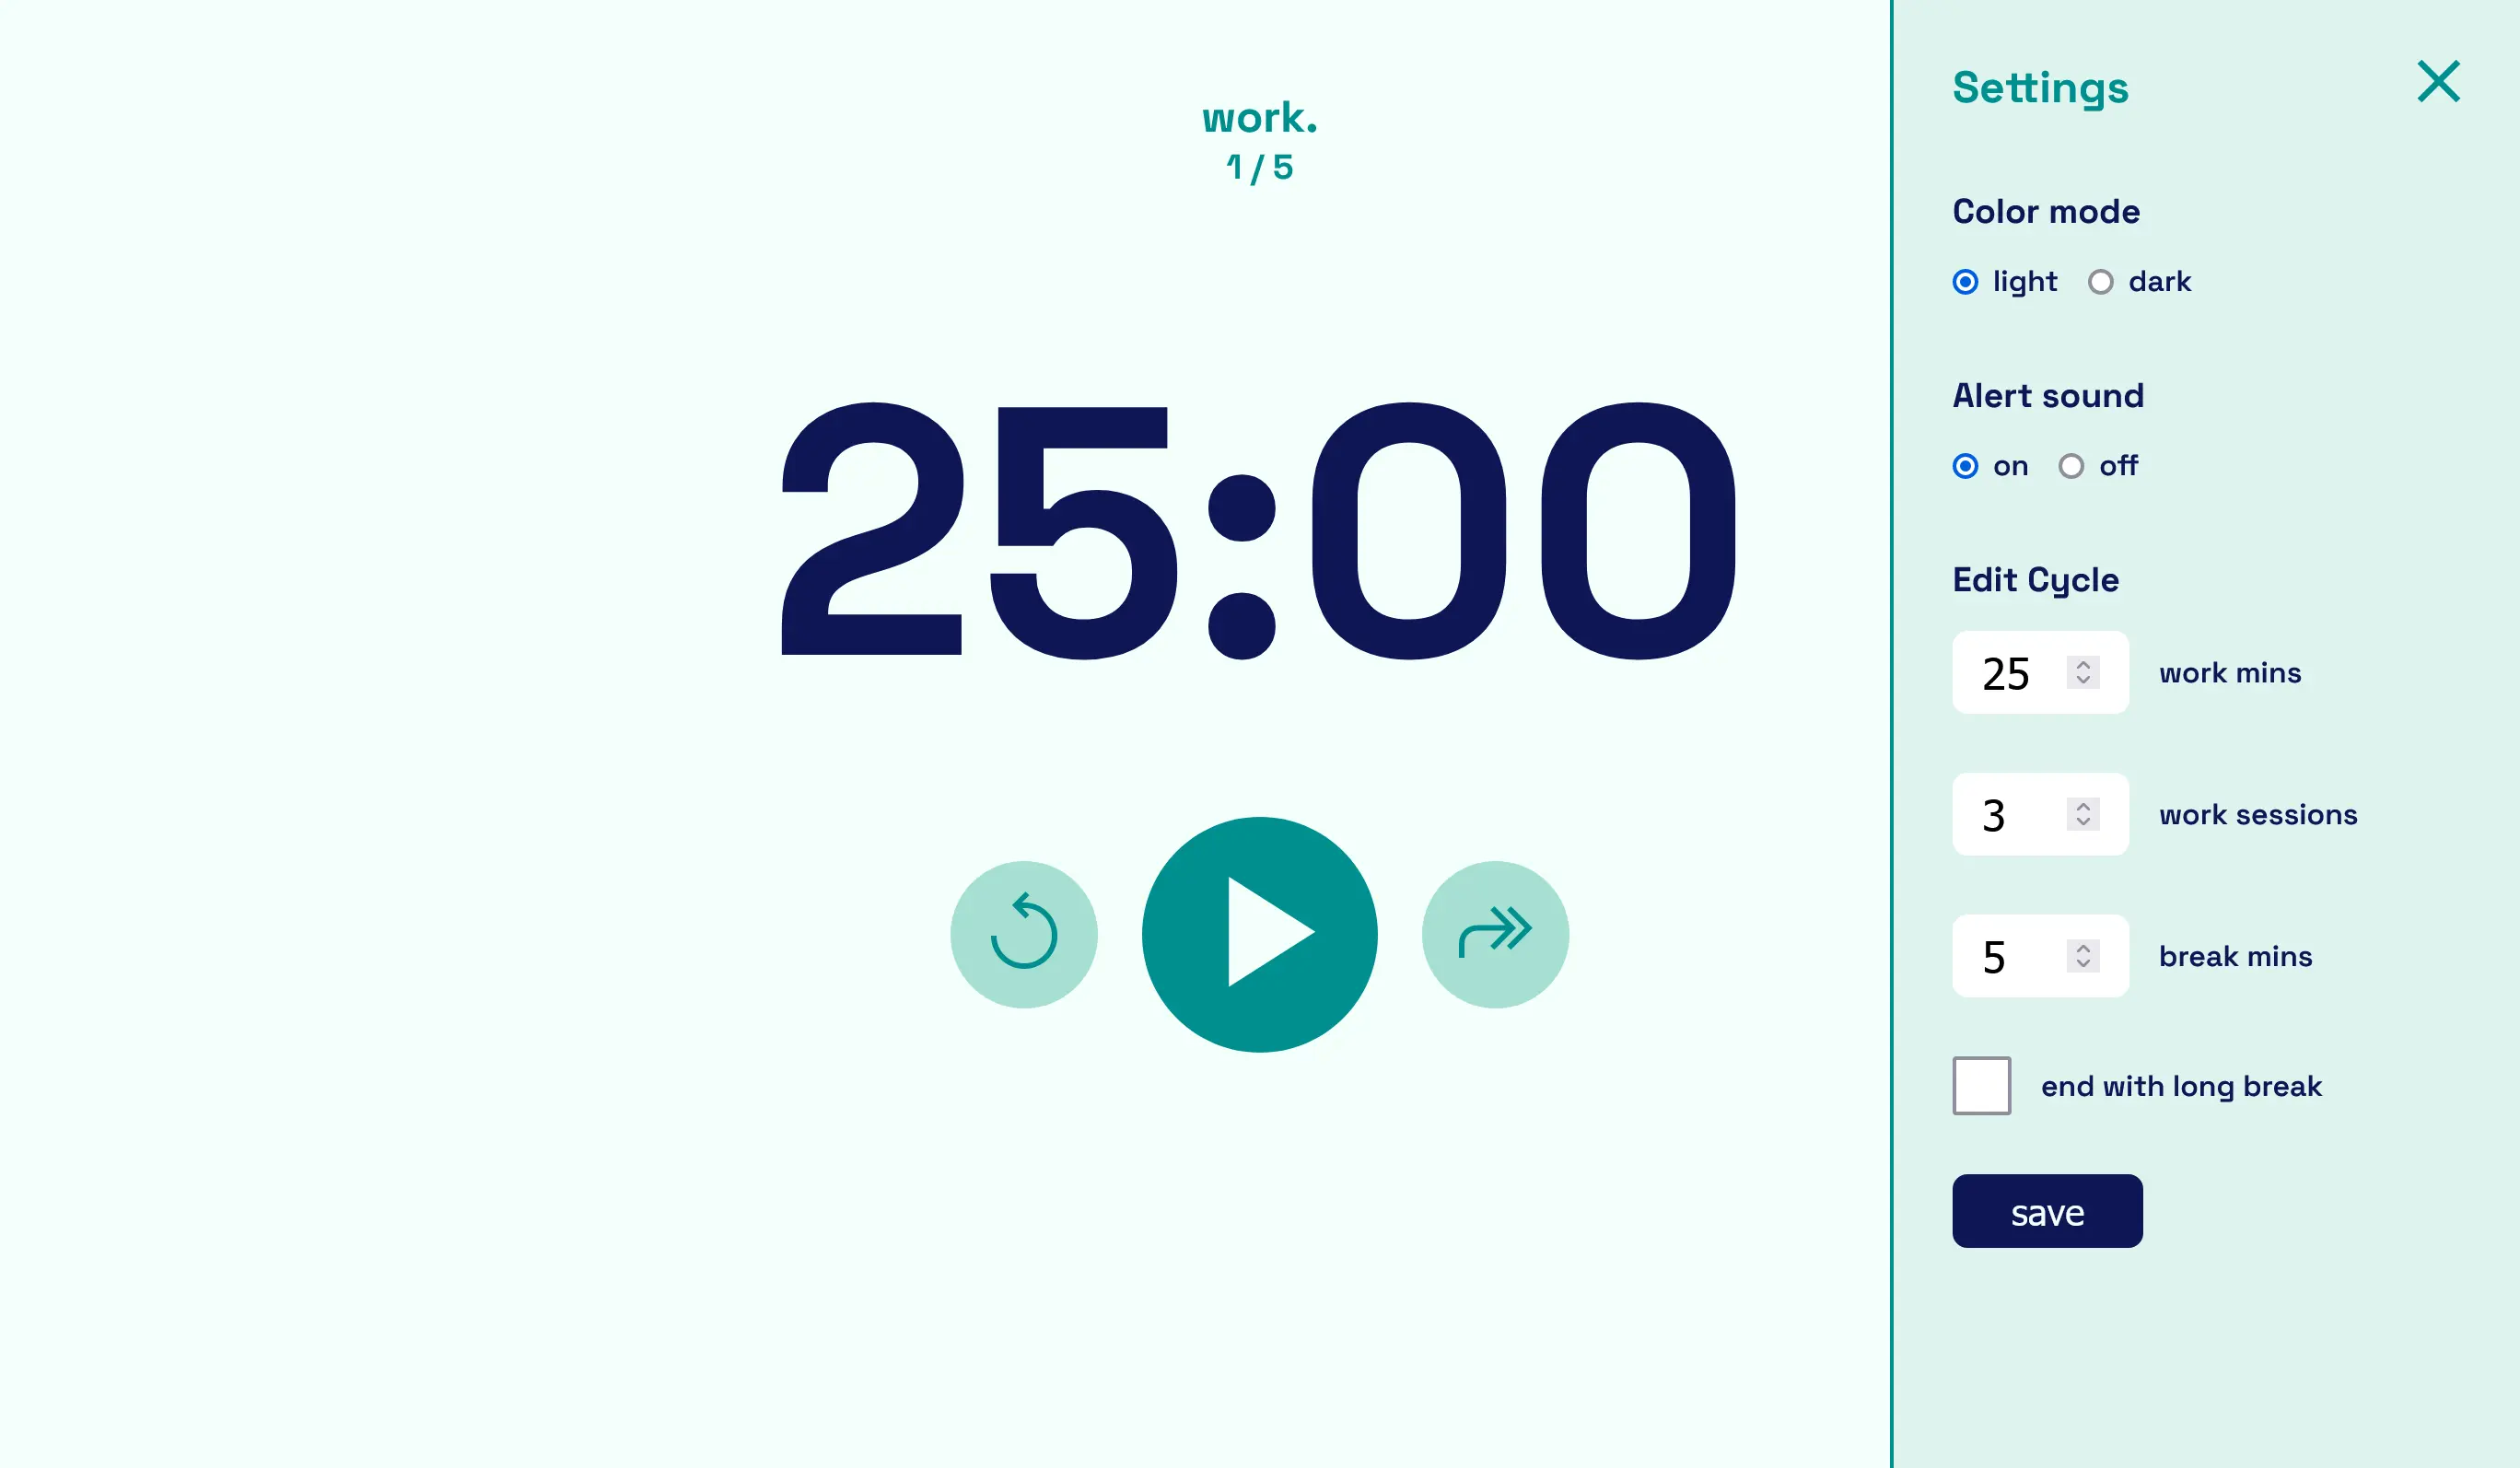 work.
1 / 5
25:00
Settings
Color mode
light dark
Alert sound
on off
Edit Cycle
25 work mins
3 work sessions
5 break mins
end with long break
save